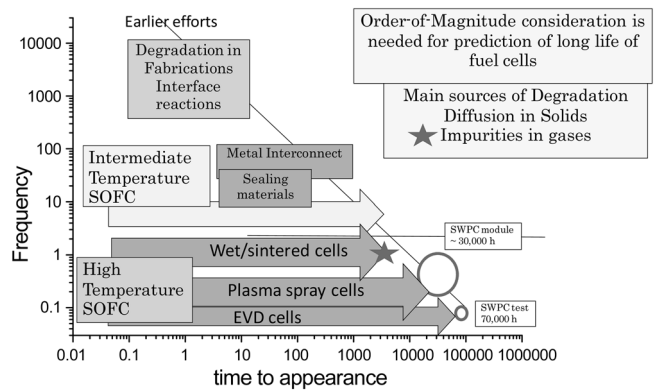 Earlier efforts
Degradation in
Fabrications
Interface
reactions
Order-of-Magnitude consideration is
needed for prediction of long life of
fuel cells
Main sources of Degradation
Diffusion in Solids
Impurities in gases
Intermediate
Temperature
SOFC
Metal Interconnect
Sealing
materials
SWPC module
~ 30,000 h
Wet/sintered cells
High
Temperature
SOFC
Plasma spray cells
EVD cells
SWPC test
70,000 h
Frequency
10000
1000
100
10
1
0.1
0.01
0.1
1
10
100
1000
10000
100000
1000000
time to appearance